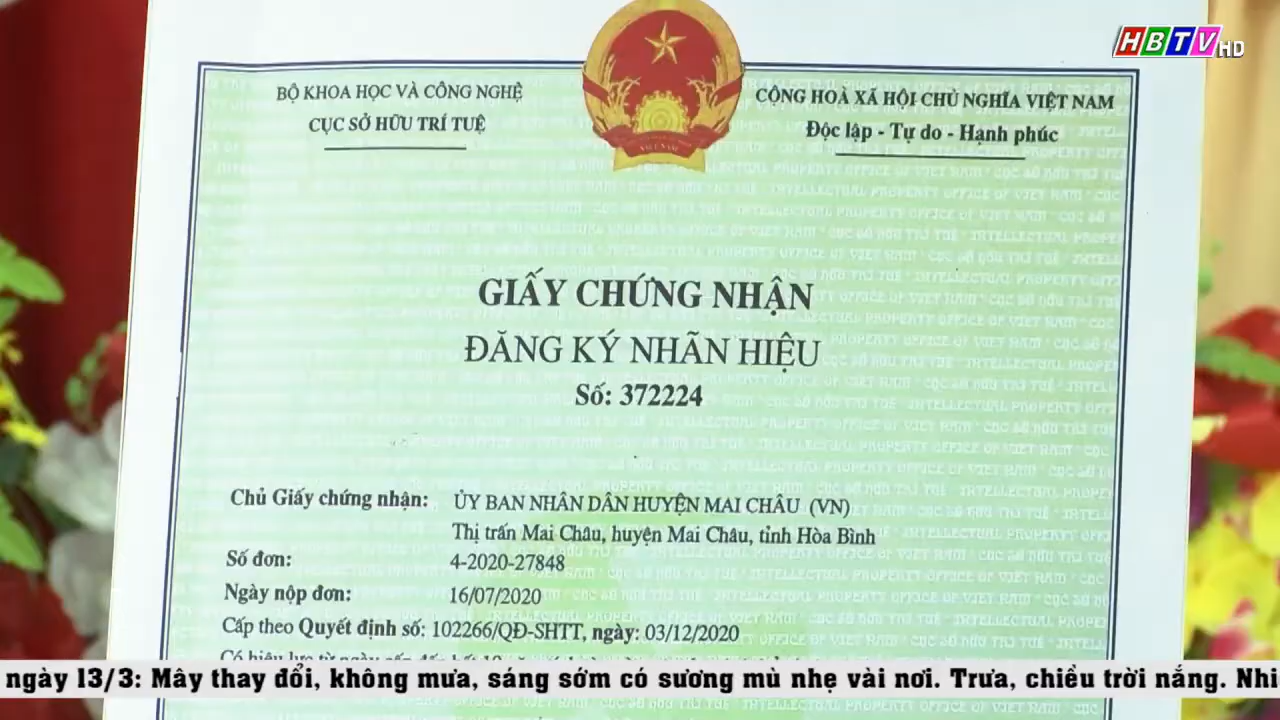 HBTV HD
BỘ KHOA HỌC VÀ CÔNG NGHỆ
CỤC SỞ HỮU TRÍ TUỆ
CỘNG HOÀ XÃ HỘI CHỦ NGHĨA VIỆT NAM
Độc lập - Tự do - Hạnh phúc
VIỆT NAM
GIẤY CHỨNG NHẬN
ĐĂNG KÝ NHÃN HIỆU
Số: 372224
Chủ Giấy chứng nhận: ỦY BAN NHÂN DÂN HUYỆN MAI CHÂU (VN)
Thị trấn Mai Châu, huyện Mai Châu, tỉnh Hòa Bình
Số đơn: 4-2020-27848
Ngày nộp đơn: 16/07/2020
Cấp theo Quyết định số: 102266/QĐ-SHTT, ngày: 03/12/2020
ngày 13/3: Mây thay đổi, không mưa, sáng sớm có sương mù nhẹ vài nơi. Trưa, chiều trời nắng.